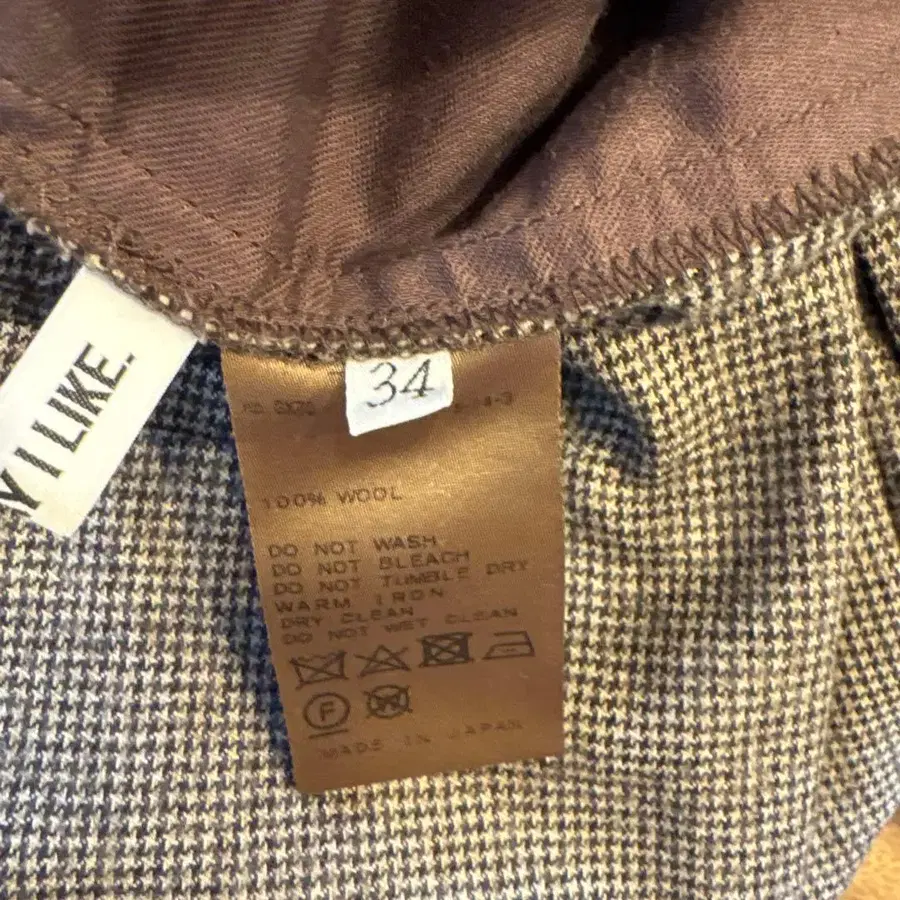 Y I LIKE.
34
100% WOOL
DO NOT WASH
DO NOT BLEACH
DO NOT TUMBLE DRY
WARM IRON
DRY CLEAN
DO NOT WET CLEAN
F
W
MADE IN JAPAN